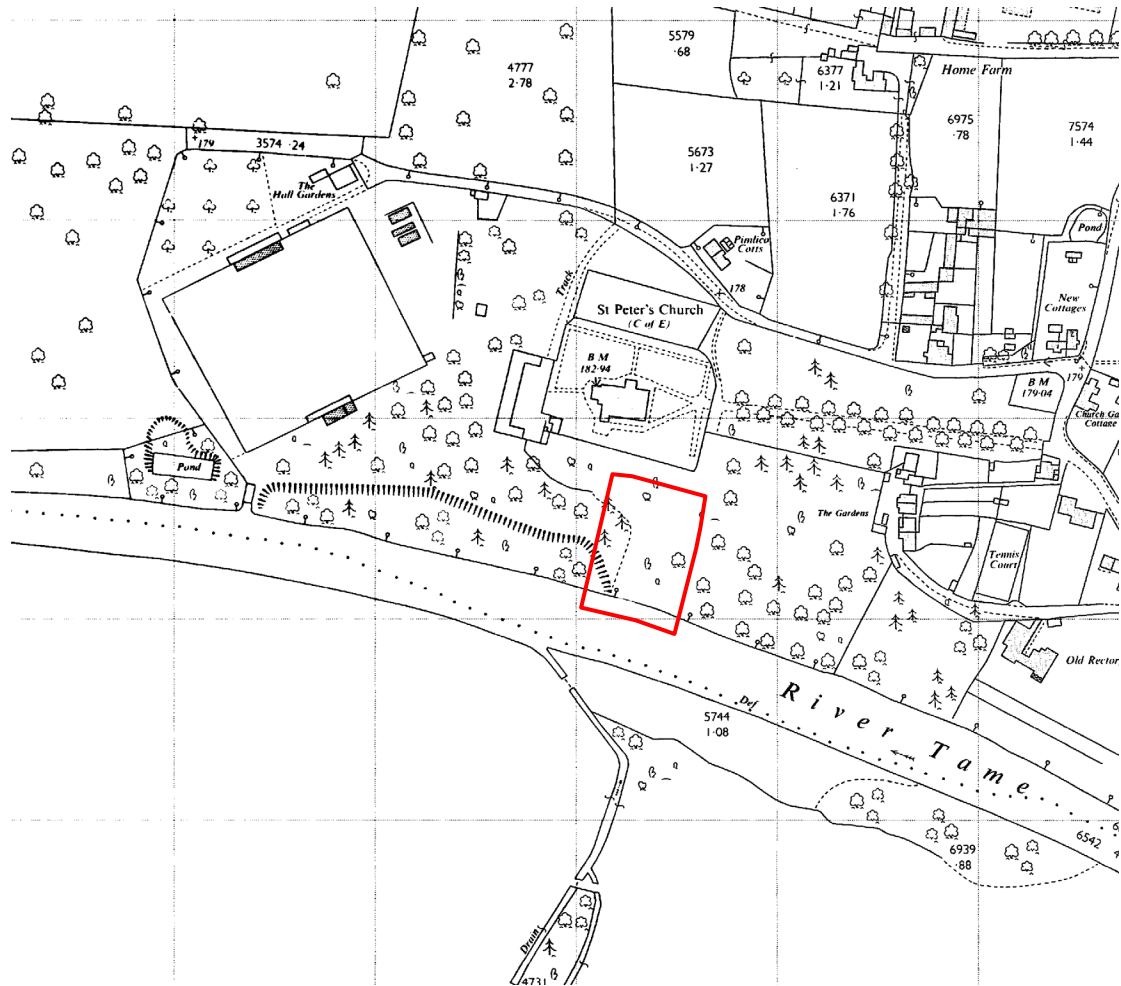 5579
·68
4777
2·78
6377
1·21
Home Farm
6975
·78
7574
1·44
179
3574 ·24
5673
1·27
The
Hall Gardens
6371
1·76
Pimlico
Cotts
Pond
Track
178
New
Cottages
St Peter's Church
(C of E)
B M
182·94
179
B M
179·04
Church Ga
Cottage
Pond
The Gardens
Tennis
Court
Old Rector
Def
5744
1·08
River Tame
6542
6939
·88
Drain
4731